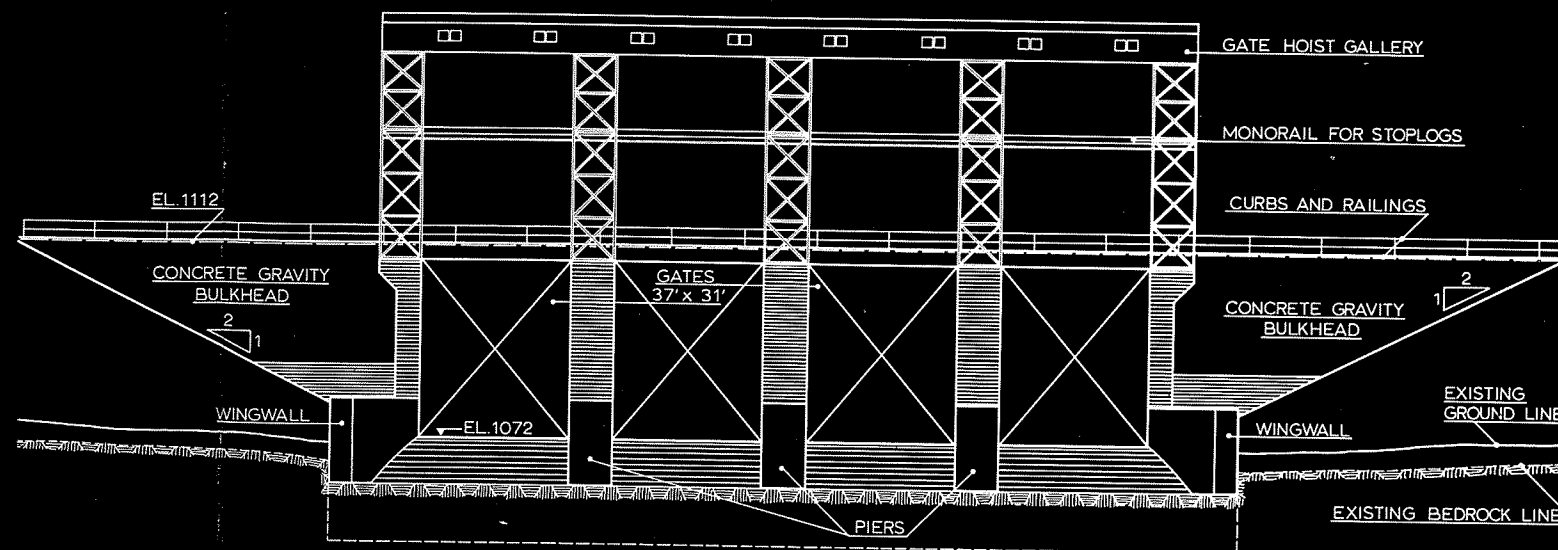 GATE HOIST GALLERY
MONORAIL FOR STOPLOGS
EL.1112
CURBS AND RAILINGS
CONCRETE GRAVITY
BULKHEAD
GATES
37' x 31'
2
1
2
1
CONCRETE GRAVITY
BULKHEAD
EXISTING
GROUND LINE
WINGWALL
EL.1072
WINGWALL
PIERS
EXISTING BEDROCK LINE